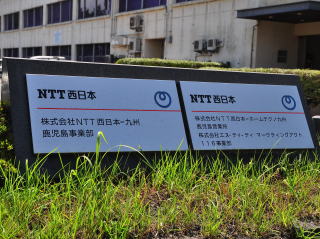 NTT西日本
株式会社NTT西日本-九州
鹿児島事業部
NTT西日本
株式会社NTT西日本-ホームテクノ九州
鹿児島営業所
株式会社エヌ・ティ・ティ マーケティングアクト
116事業部